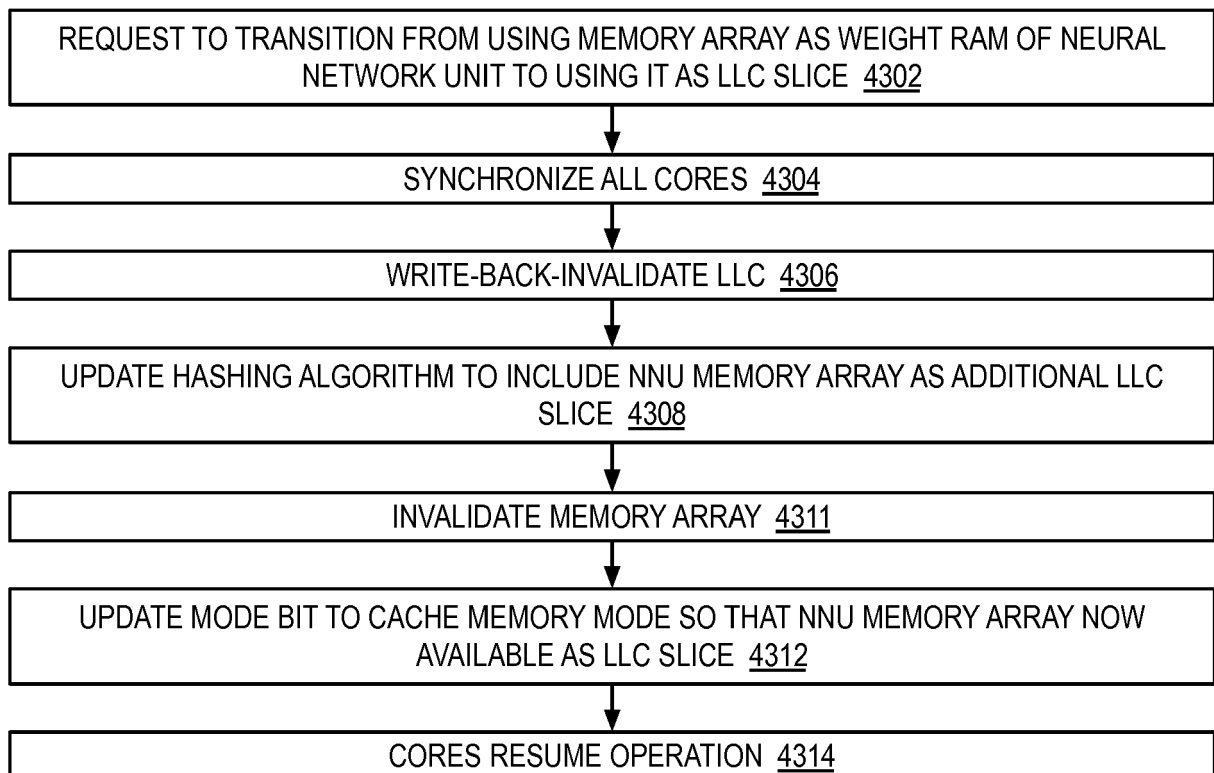 REQUEST TO TRANSITION FROM USING MEMORY ARRAY AS WEIGHT RAM OF NEURAL
NETWORK UNIT TO USING IT AS LLC SLICE 4302
SYNCHRONIZE ALL CORES 4304
WRITE-BACK-INVALIDATE LLC 4306
UPDATE HASHING ALGORITHM TO INCLUDE NNU MEMORY ARRAY AS ADDITIONAL LLC
SLICE 4308
INVALIDATE MEMORY ARRAY 4311
UPDATE MODE BIT TO CACHE MEMORY MODE SO THAT NNU MEMORY ARRAY NOW
AVAILABLE AS LLC SLICE 4312
CORES RESUME OPERATION 4314